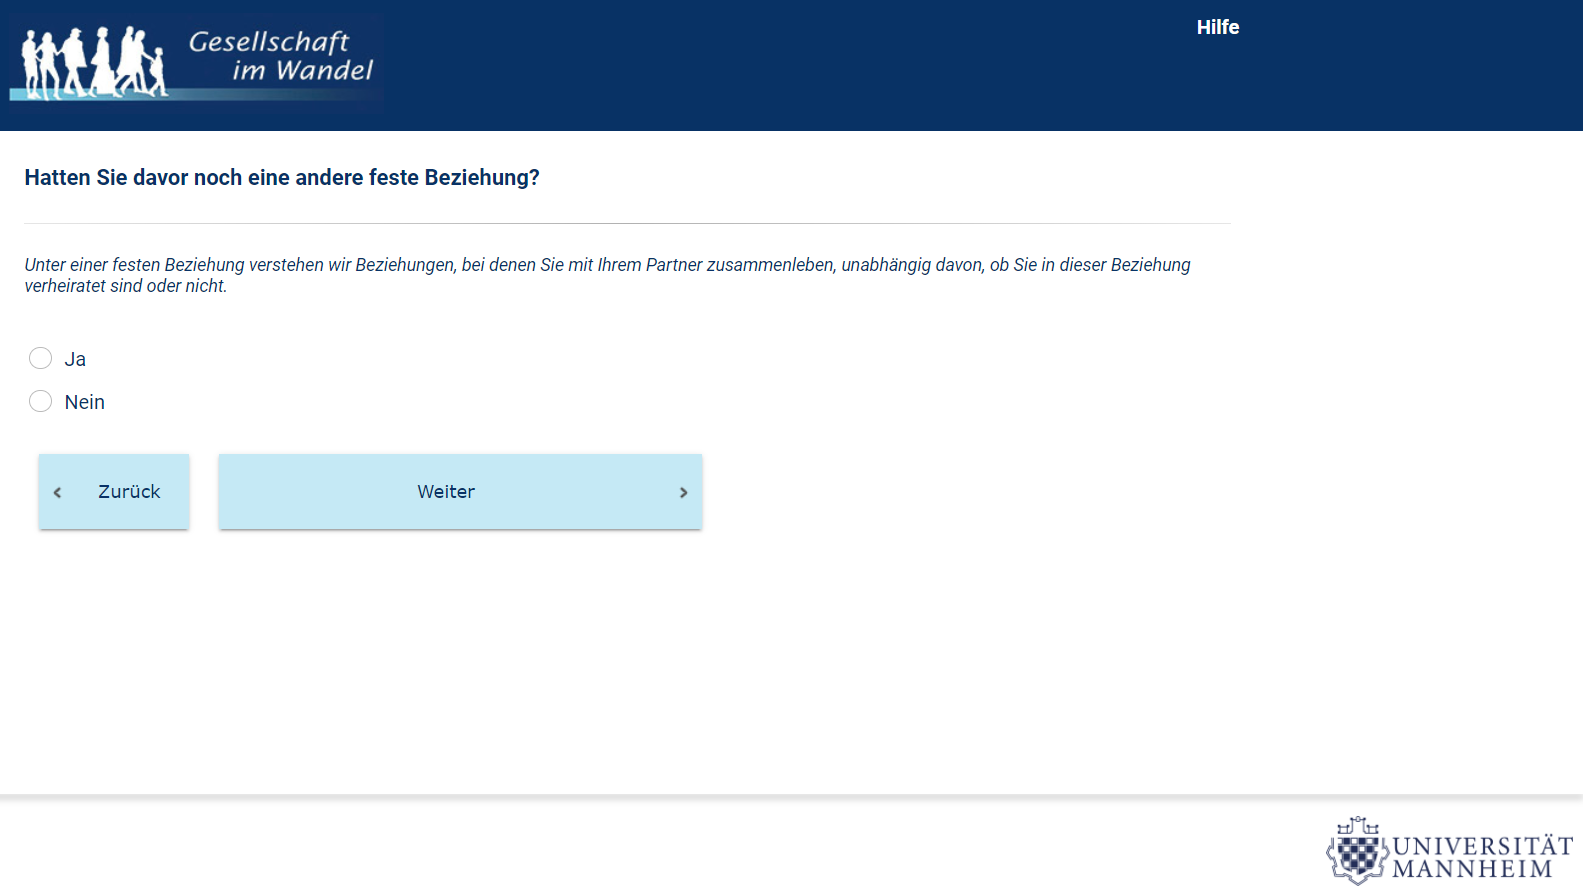 Gesellschaft
im Wandel
Hilfe
Hatten Sie davor noch eine andere feste Beziehung?
Unter einer festen Beziehung verstehen wir Beziehungen, bei denen Sie mit Ihrem Partner zusammenleben, unabhängig davon, ob Sie in dieser Beziehung
verheiratet sind oder nicht.
Ja
Nein
Zurück
Weiter
UNIVERSITÄT
MANNHEIM